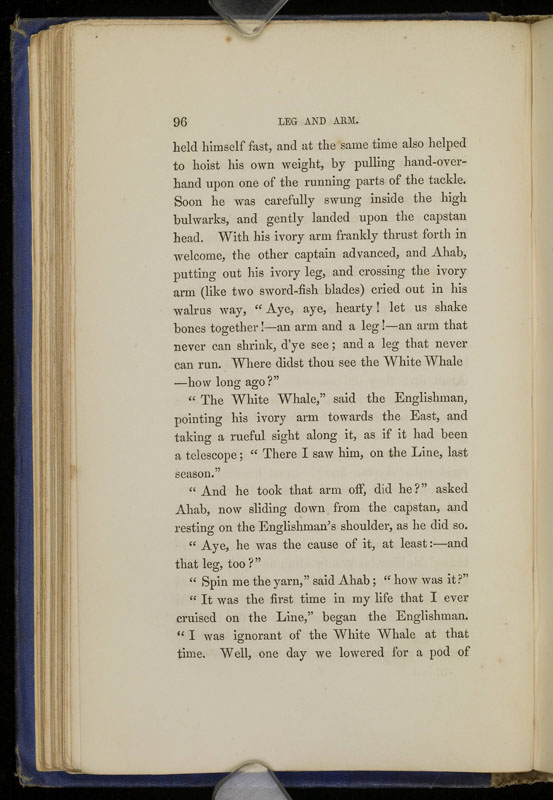 96 LEG AND ARM.
held himself fast, and at the same time also helped
to hoist his own weight, by pulling hand-over-
hand upon one of the running parts of the tackle.
Soon he was carefully swung inside the high
bulwarks, and gently landed upon the capstan
head. With his ivory arm frankly thrust forth in
welcome, the other captain advanced, and Ahab,
putting out his ivory leg, and crossing the ivory
arm (like two sword-fish blades) cried out in his
walrus way, “ Aye, aye, hearty! let us shake
bones together!—an arm and a leg!—an arm that
never can shrink, d'ye see; and a leg that never
can run. Where didst thou see the White Whale
—how long ago?”
“ The White Whale,” said the Englishman,
pointing his ivory arm towards the East, and
taking a rueful sight along it, as if it had been
a telescope; “ There I saw him, on the Line, last
season.”
“ And he took that arm off, did he?” asked
Ahab, now sliding down from the capstan, and
resting on the Englishman's shoulder, as he did so.
“ Aye, he was the cause of it, at least:—and
that leg, too?”
“ Spin me the yarn,” said Ahab; “ how was it?”
“ It was the first time in my life that I ever
cruised on the Line,” began the Englishman.
“ I was ignorant of the White Whale at that
time. Well, one day we lowered for a pod of